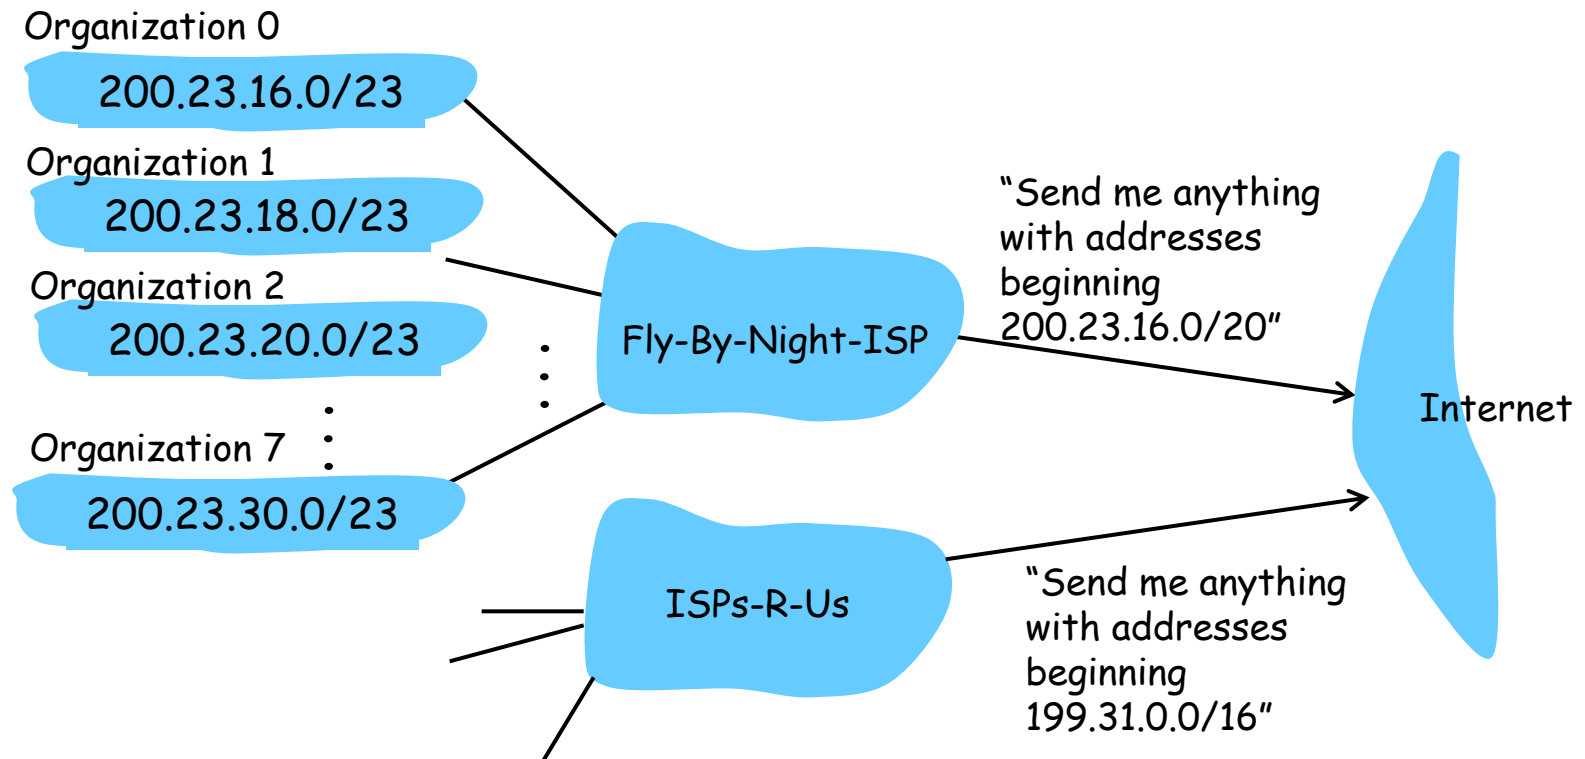 Organization 0
200.23.16.0/23
Organization 1
200.23.18.0/23
Organization 2
200.23.20.0/23
Organization 7
200.23.30.0/23
Fly-By-Night-ISP
“Send me anything
with addresses
beginning
200.23.16.0/20”
Internet
ISPs-R-Us
“Send me anything
with addresses
beginning
199.31.0.0/16”